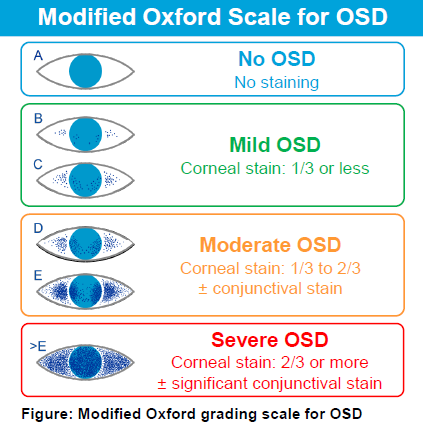 Modified Oxford Scale for OSD
A
No OSD
No staining
B
C
Mild OSD
Corneal stain: 1/3 or less
D
E
Moderate OSD
Corneal stain: 1/3 to 2/3
± conjunctival stain
>E
Severe OSD
Corneal stain: 2/3 or more
± significant conjunctival stain
Figure: Modified Oxford grading scale for OSD